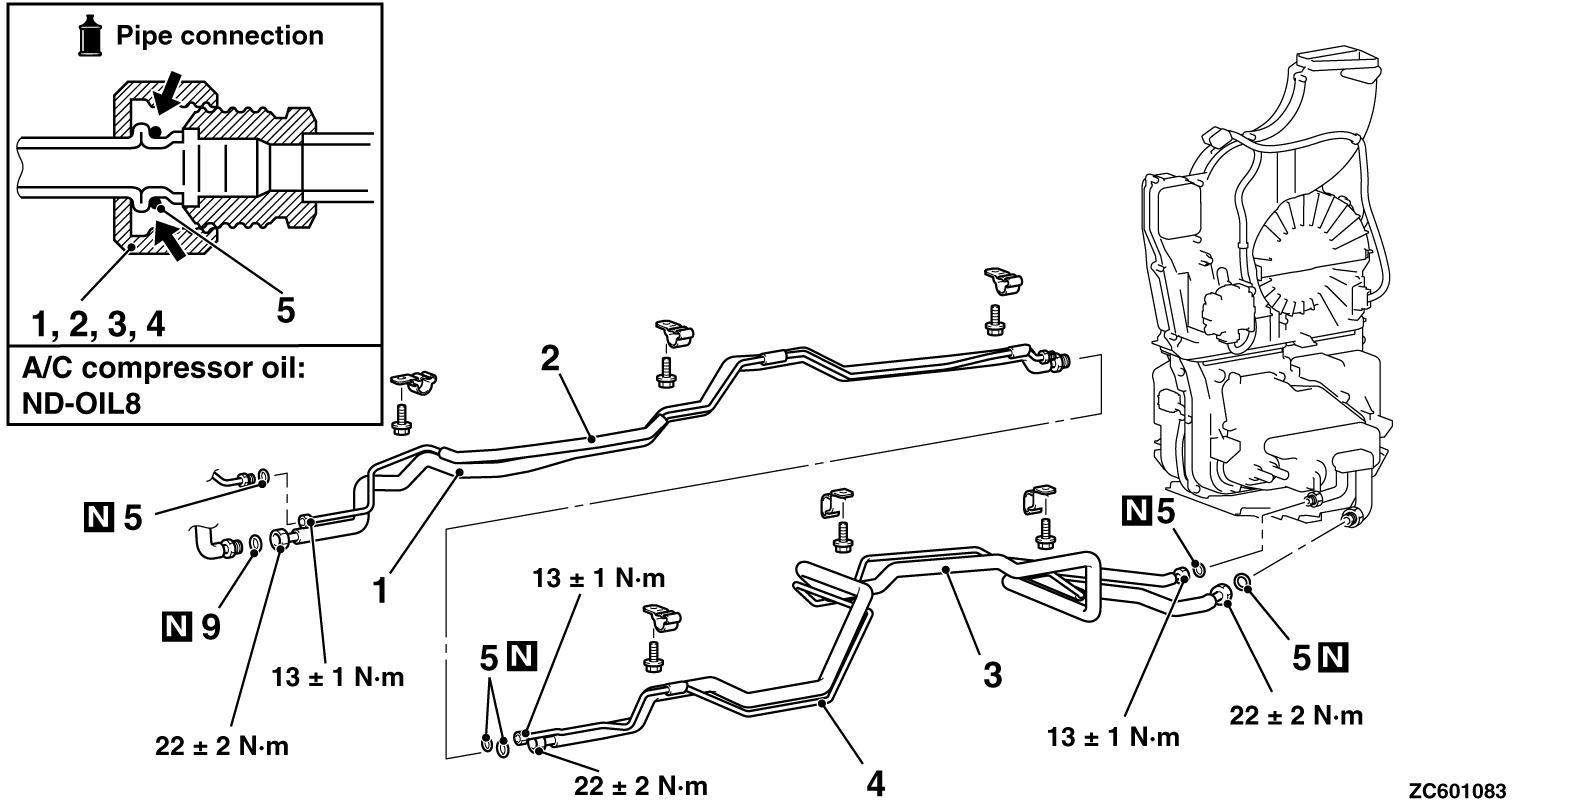 Pipe connection
1, 2, 3, 4
5
A/C compressor oil:
ND-OIL8
2
N 5
1
N 9
13 ± 1 N·m
22 ± 2 N·m
13 ± 1 N·m
5 N
22 ± 2 N·m
4
3
N 5
5 N
13 ± 1 N·m
22 ± 2 N·m
ZC601083